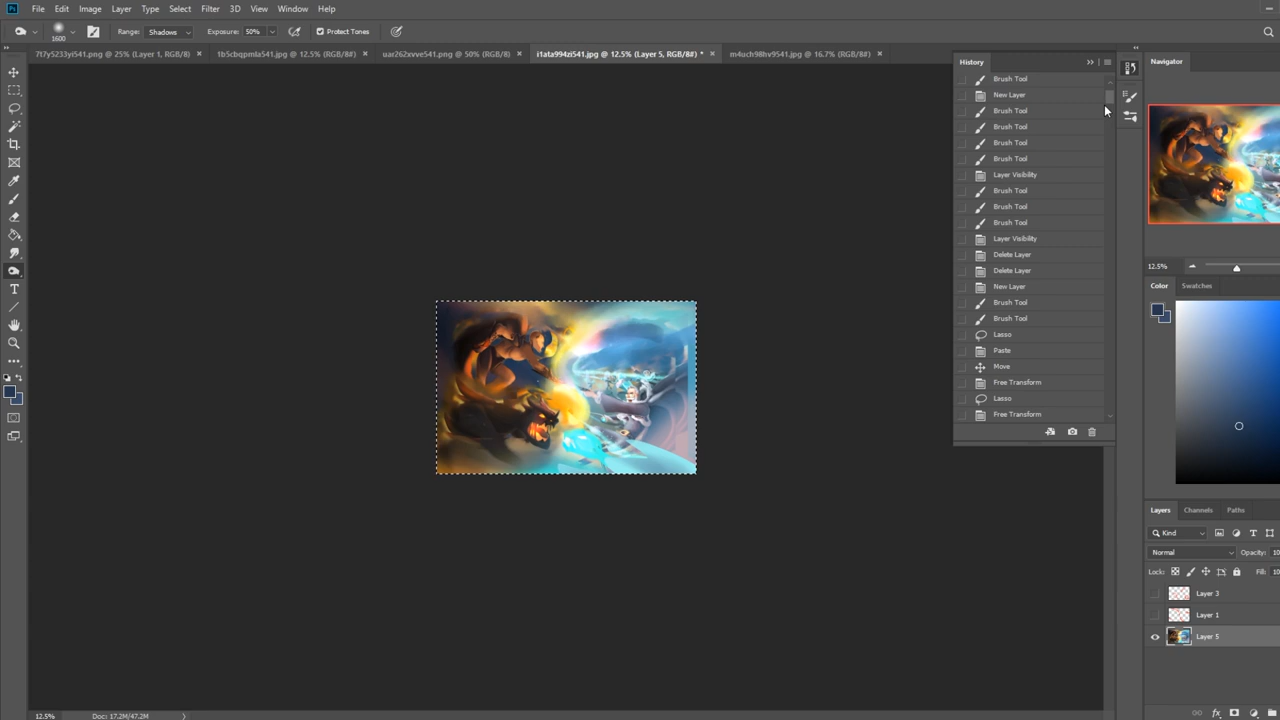 Ps File Edit Image Layer Type Select Filter 3D View Window Help
1600 Range: Shadows Exposure: 50% Protect Tones
7t7y5233yi541.png @ 25% (Layer 1, RGB/8) × 1b5cbqpmla541.jpg @ 12.5% (RGB/8#) × uar262xvve541.png @ 50% (RGB/8) × i1ata994zi541.jpg @ 12.5% (Layer 5, RGB/8#) * × m4uch98hv9541.jpg @ 16.7% (RGB/8#) ×
History
Brush Tool
New Layer
Brush Tool
Brush Tool
Brush Tool
Brush Tool
Layer Visibility
Brush Tool
Brush Tool
Brush Tool
Layer Visibility
Delete Layer
Delete Layer
New Layer
Brush Tool
Brush Tool
Lasso
Paste
Move
Free Transform
Lasso
Free Transform
Navigator
12.5%
Color Swatches
Layers Channels Paths
Kind
Normal Opacity: 10
Lock: Fill: 10
Layer 3
Layer 1
Layer 5
12.5% Doc: 17.2M/47.2M